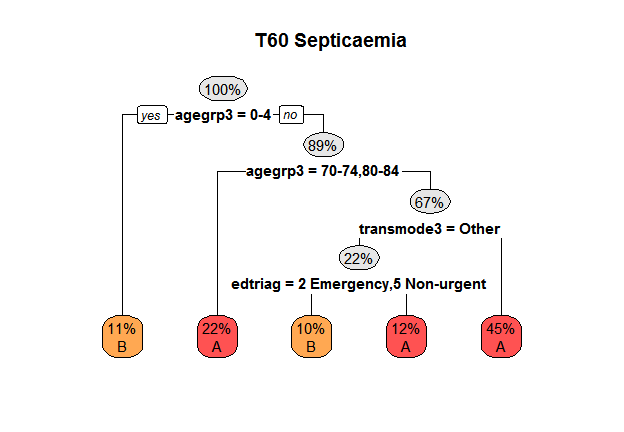 T60 Septicaemia
100%
yes agegrp3 = 0-4 no
89%
agegrp3 = 70-74,80-84
67%
transmode3 = Other
22%
edtriag = 2 Emergency,5 Non-urgent
11% 22% 10% 12% 45%
B A B A A